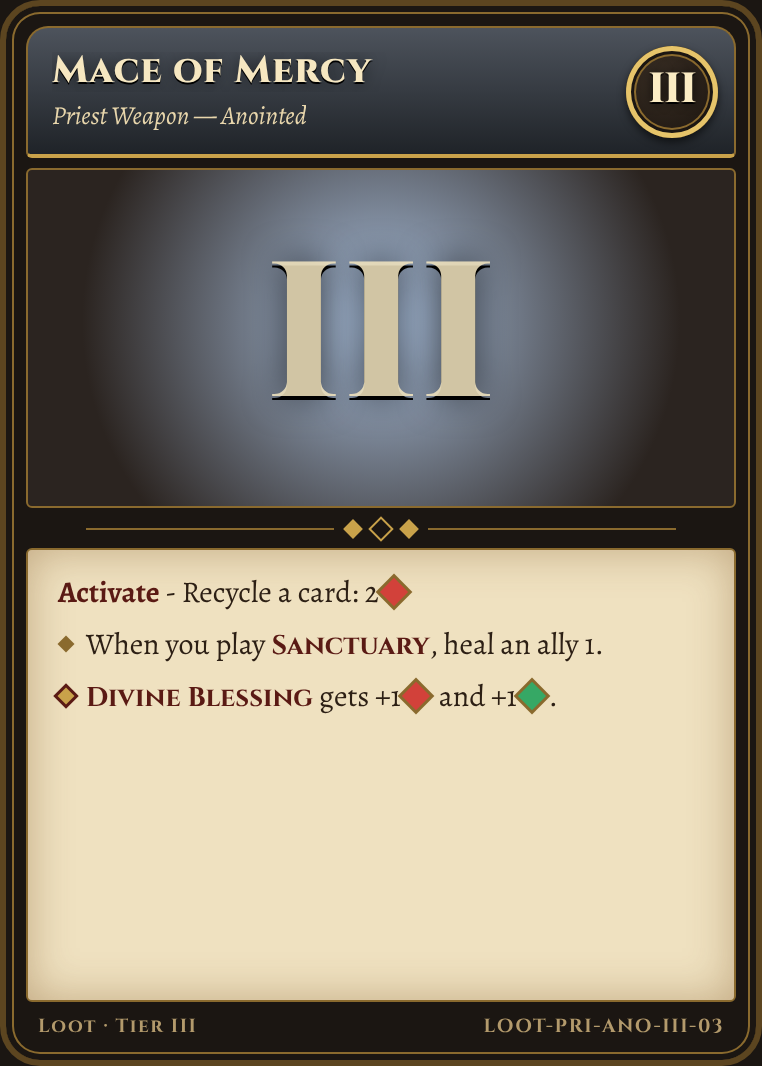 Mace of Mercy
Priest Weapon — Anointed
III
III
Activate - Recycle a card: 2
When you play Sanctuary, heal an ally 1.
Divine Blessing gets +1 and +1.
Loot · Tier III
LOOT-PRI-ANO-III-03